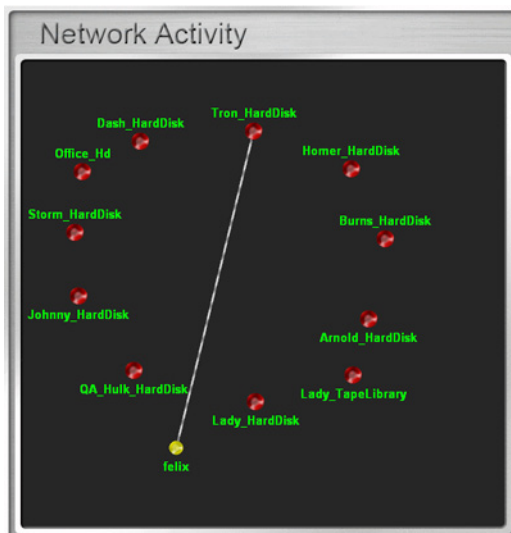 Network Activity
Tron_HardDisk
Dash_HardDisk
Office_Hd
Homer_HardDisk
Storm_HardDisk
Burns_HardDisk
Johnny_HardDisk
Arnold_HardDisk
QA_Hulk_HardDisk
Lady_TapeLibrary
Lady_HardDisk
felix